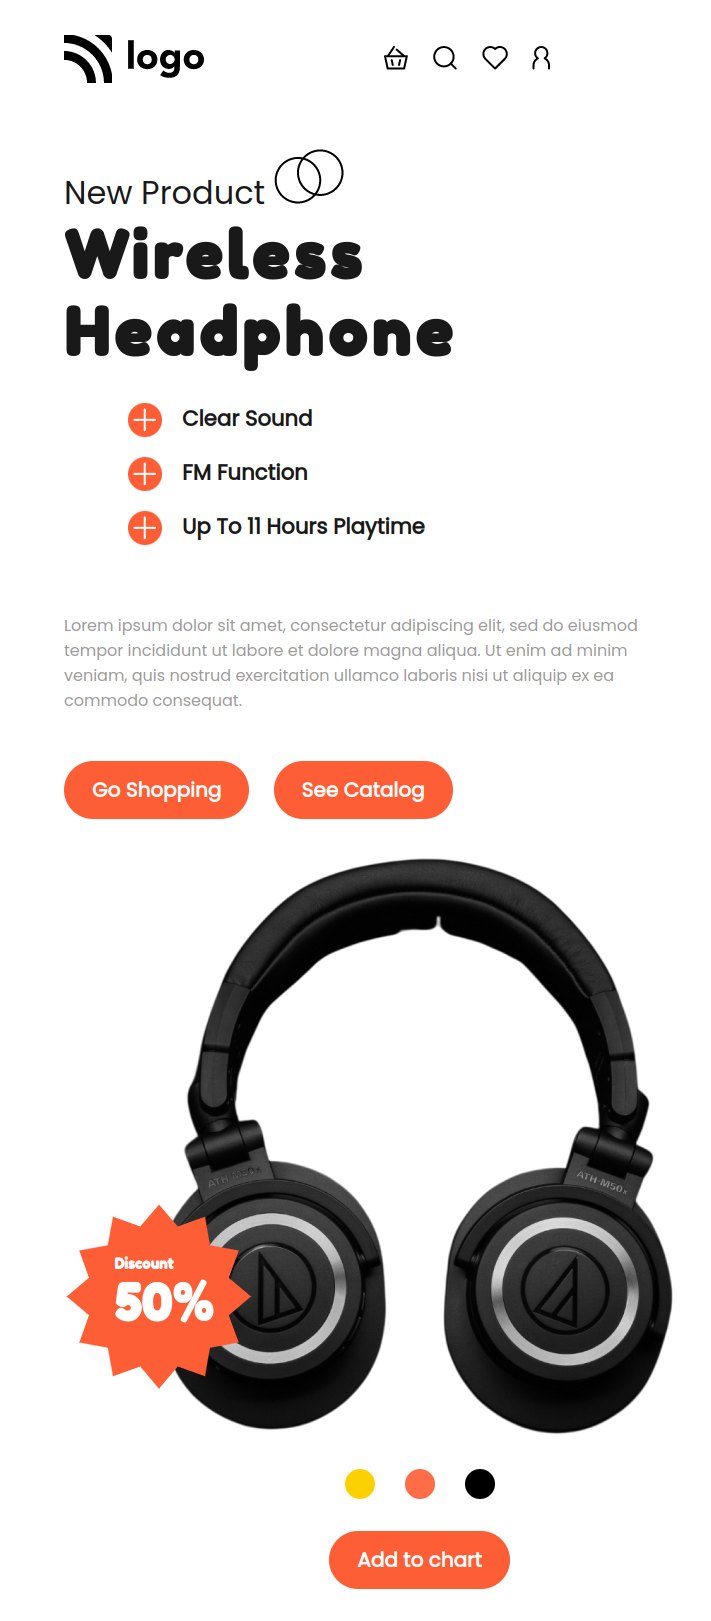 logo
New Product
Wireless
Headphone
Clear Sound
FM Function
Up To 11 Hours Playtime
Lorem ipsum dolor sit amet, consectetur adipiscing elit, sed do eiusmod
tempor incididunt ut labore et dolore magna aliqua. Ut enim ad minim
veniam, quis nostrud exercitation ullamco laboris nisi ut aliquip ex ea
commodo consequat.
Go Shopping
See Catalog
ATH-M50x
ATH-M50x
Discount
50%
Add to chart